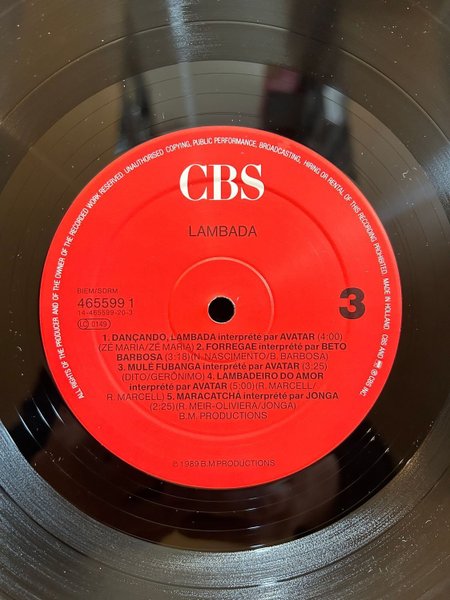 ALL RIGHTS OF THE PRODUCER AND OF THE OWNER OF THE RECORDED WORK RESERVED. UNAUTHORISED COPYING, PUBLIC PERFORMANCE, BROADCASTING, HIRING OR RENTAL OF THIS RECORDING PROHIBITED. MADE IN HOLLAND. CBS AND ARE ® CBS INC.
CBS
LAMBADA
BIEM/SDRM
465599 1
14-465599-20-3
LC 0149
3
1. DANÇANDO, LAMBADA interprété par AVATAR (4:00)
(ZÉ MARIA/ZÉ MARIA) 2. FORREGAE interprété par BETO
BARBOSA (3:18) (N. NASCIMENTO/B. BARBOSA)
3. MULÉ FUBANGA interprété par AVATAR (3:25)
(DITO/GERÔNIMO) 4. LAMBADEIRO DO AMOR
interprété par AVATAR (5:00) (R. MARCELL/
R. MARCELL) 5. MARACATCHA interprété par JONGA
(2:25) (R. MEIR-OLIVIERA/JONGA)
B.M. PRODUCTIONS
℗ 1989 B.M PRODUCTIONS